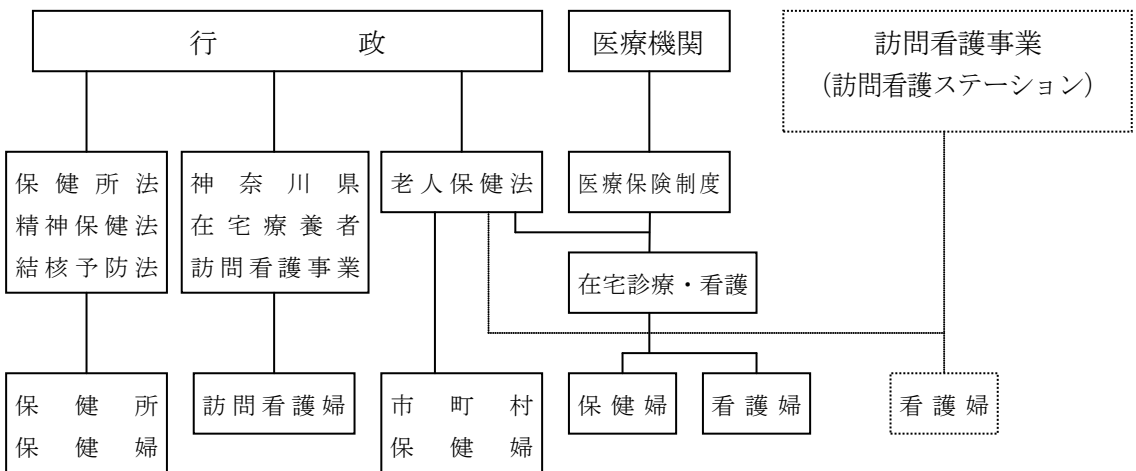 行政
医療機関
訪問看護事業
（訪問看護ステーション）
保健所法
精神保健法
結核予防法
神奈川県
在宅療養者
訪問看護事業
老人保健法
医療保険制度
在宅診療・看護
保健所
保健婦
訪問看護婦
市町村
保健婦
保健婦
看護婦
看護婦